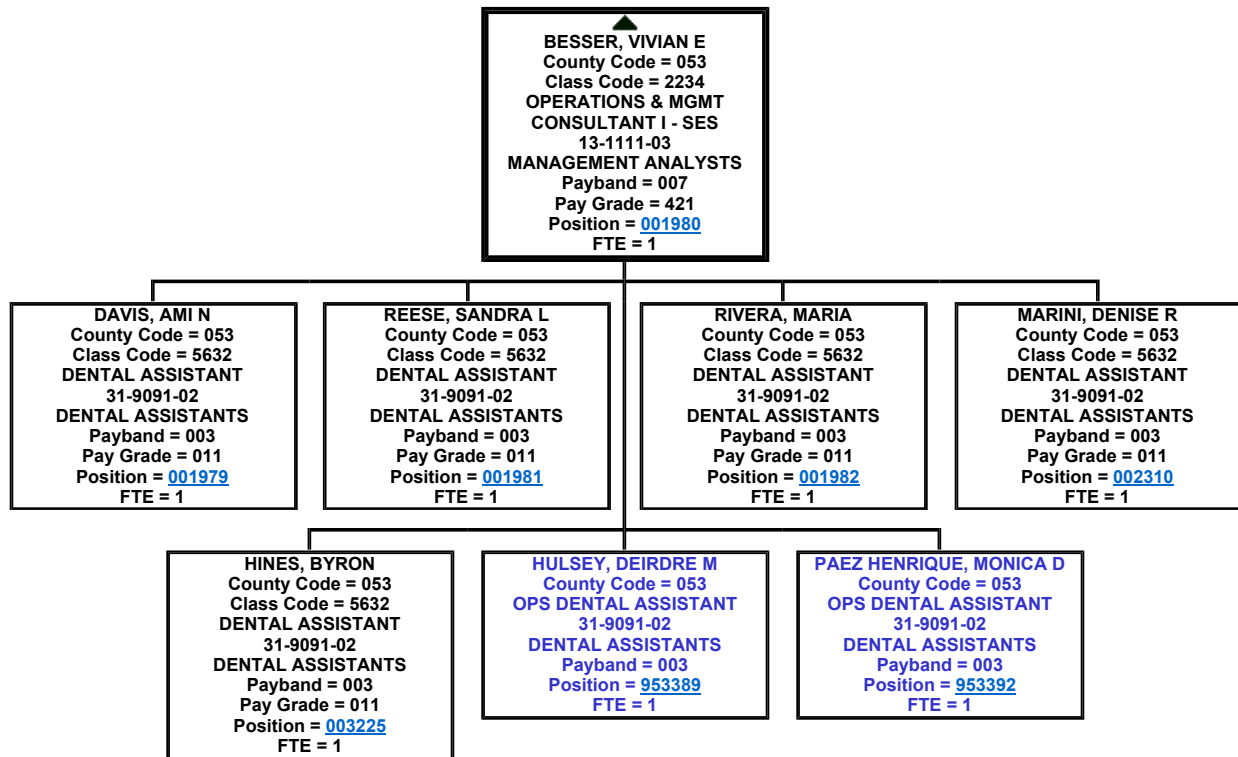 BESSER, VIVIAN E
County Code = 053
Class Code = 2234
OPERATIONS & MGMT
CONSULTANT I - SES
13-1111-03
MANAGEMENT ANALYSTS
Payband = 007
Pay Grade = 421
Position = 001980
FTE = 1
DAVIS, AMI N
County Code = 053
Class Code = 5632
DENTAL ASSISTANT
31-9091-02
DENTAL ASSISTANTS
Payband = 003
Pay Grade = 011
Position = 001979
FTE = 1
REESE, SANDRA L
County Code = 053
Class Code = 5632
DENTAL ASSISTANT
31-9091-02
DENTAL ASSISTANTS
Payband = 003
Pay Grade = 011
Position = 001981
FTE = 1
RIVERA, MARIA
County Code = 053
Class Code = 5632
DENTAL ASSISTANT
31-9091-02
DENTAL ASSISTANTS
Payband = 003
Pay Grade = 011
Position = 001982
FTE = 1
MARINI, DENISE R
County Code = 053
Class Code = 5632
DENTAL ASSISTANT
31-9091-02
DENTAL ASSISTANTS
Payband = 003
Pay Grade = 011
Position = 002310
FTE = 1
HINES, BYRON
County Code = 053
Class Code = 5632
DENTAL ASSISTANT
31-9091-02
DENTAL ASSISTANTS
Payband = 003
Pay Grade = 011
Position = 003225
FTE = 1
HULSEY, DEIRDRE M
County Code = 053
OPS DENTAL ASSISTANT
31-9091-02
DENTAL ASSISTANTS
Payband = 003
Position = 953389
FTE = 1
PAEZ HENRIQUE, MONICA D
County Code = 053
OPS DENTAL ASSISTANT
31-9091-02
DENTAL ASSISTANTS
Payband = 003
Position = 953392
FTE = 1